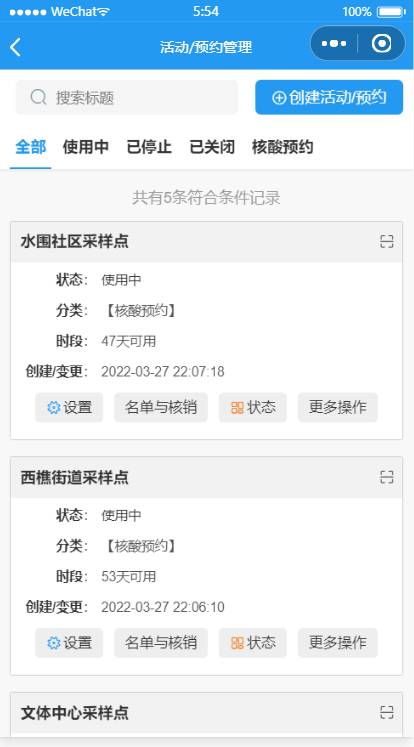 WeChat 5:54 100%
活动/预约管理
搜索标题 创建活动/预约
全部 使用中 已停止 已关闭 核酸预约
共有5条符合条件记录
水围社区采样点
状态: 使用中
分类: 【核酸预约】
时段: 47天可用
创建/变更: 2022-03-27 22:07:18
设置 名单与核销 状态 更多操作
西樵街道采样点
状态: 使用中
分类: 【核酸预约】
时段: 53天可用
创建/变更: 2022-03-27 22:06:10
设置 名单与核销 状态 更多操作
文体中心采样点